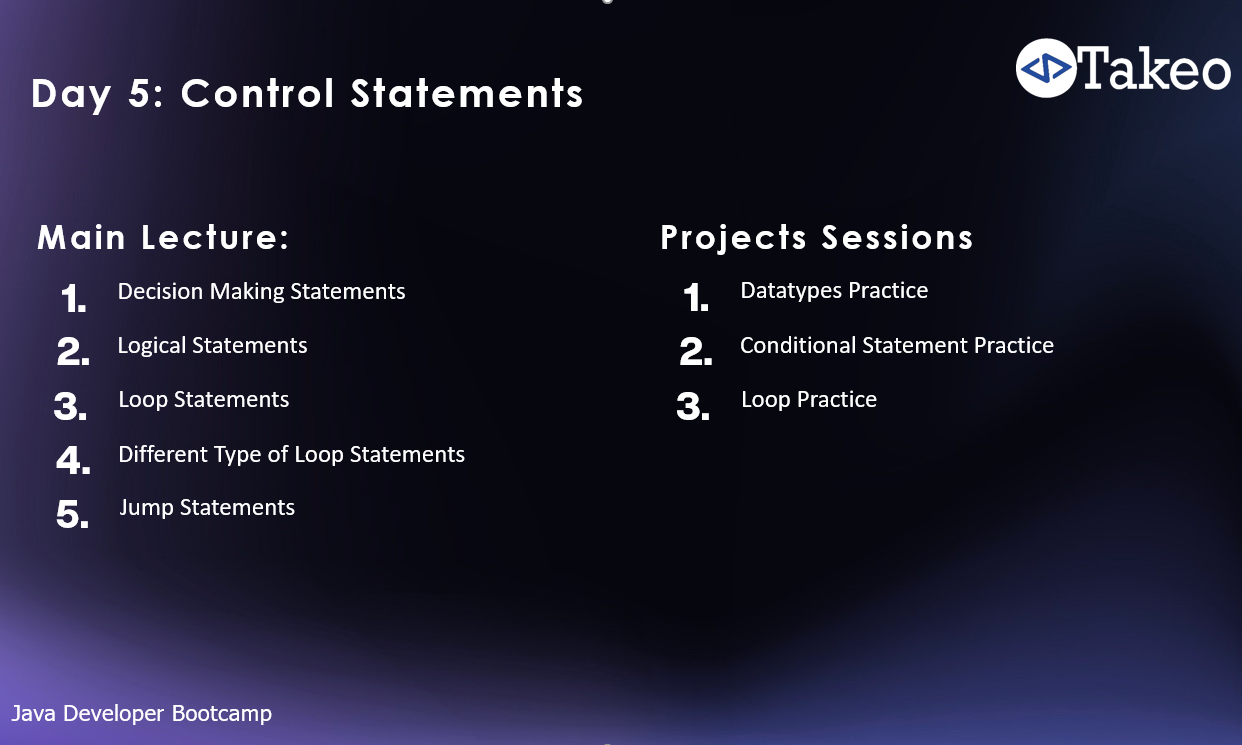 Takeo
Day 5: Control Statements
Main Lecture:
1. Decision Making Statements
2. Logical Statements
3. Loop Statements
4. Different Type of Loop Statements
5. Jump Statements
Projects Sessions
1. Datatypes Practice
2. Conditional Statement Practice
3. Loop Practice
Java Developer Bootcamp